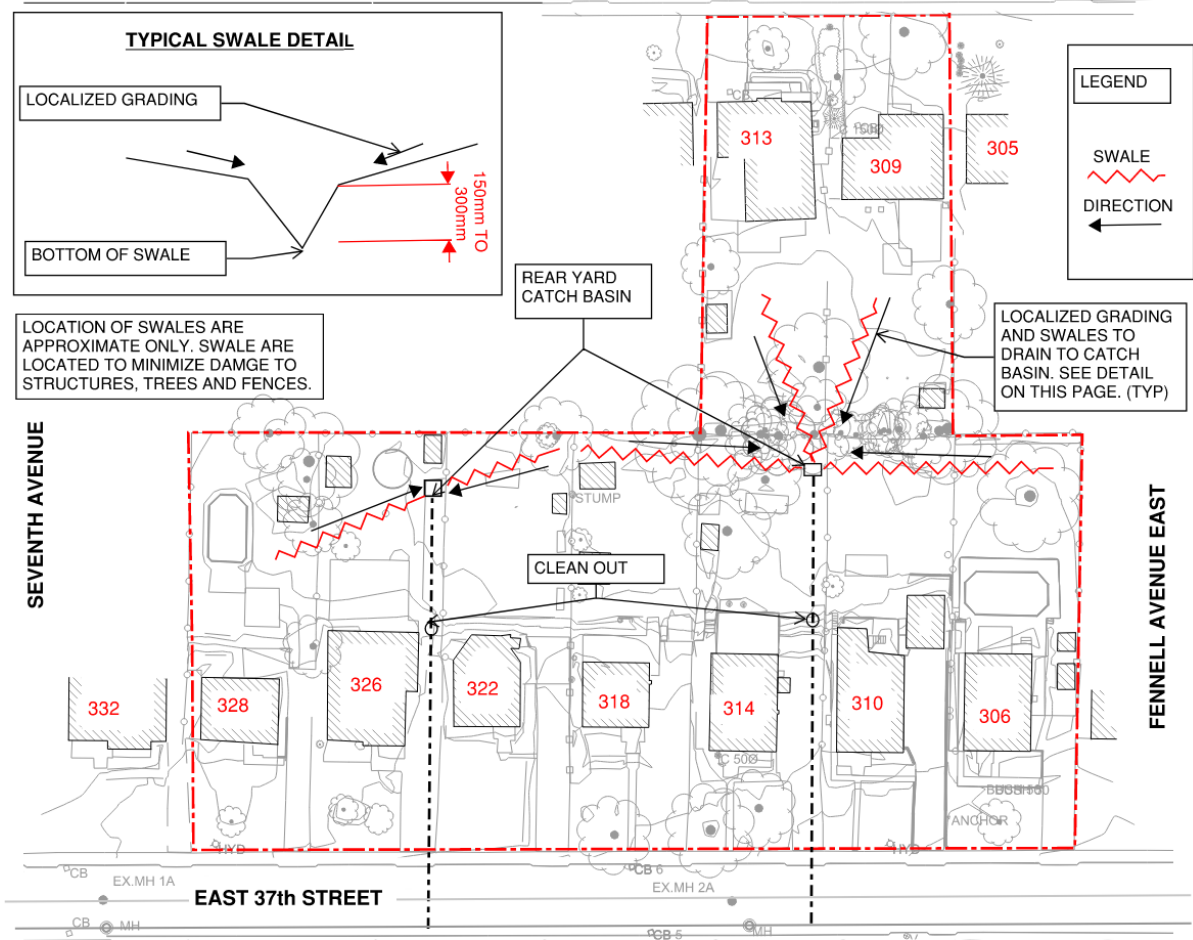 TYPICAL SWALE DETAIL
LOCALIZED GRADING
150mm TO
300mm
BOTTOM OF SWALE
LOCATION OF SWALES ARE
APPROXIMATE ONLY. SWALE ARE
LOCATED TO MINIMIZE DAMGE TO
STRUCTURES, TREES AND FENCES.
REAR YARD
CATCH BASIN
LEGEND
SWALE
DIRECTION
LOCALIZED GRADING
AND SWALES TO
DRAIN TO CATCH
BASIN. SEE DETAIL
ON THIS PAGE. (TYP)
CB
313
309
305
SEVENTH AVENUE
FENNELL AVENUE EAST
STUMP
CLEAN OUT
332
328
326
322
318
314
310
306
C 50Ø
ANCHOR
HYD
HYD
CB
EX.MH 1A
CB 6
EX.MH 2A
EAST 37th STREET
CB
MH
CB 5
MH